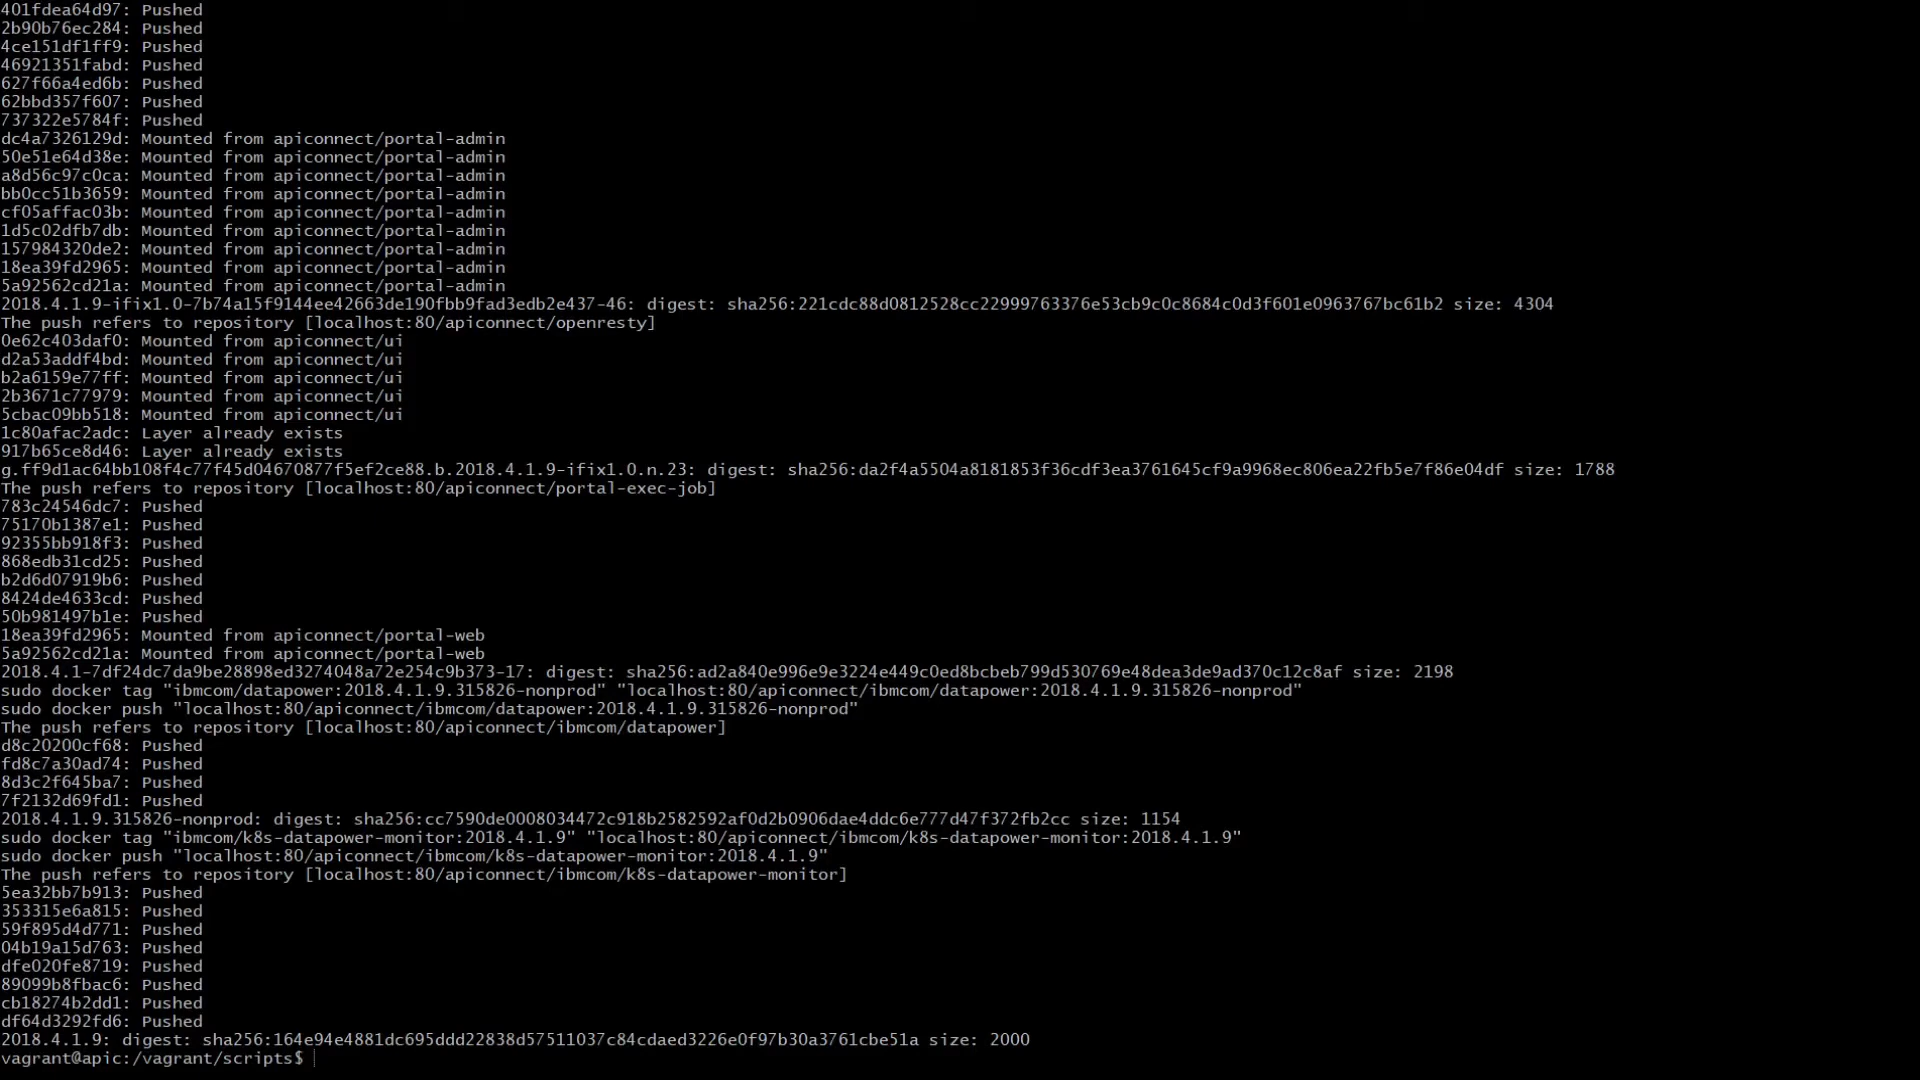 401fdea64d97: Pushed
2b90b76ec284: Pushed
4ce151df1ff9: Pushed
46921351fabd: Pushed
627f66a4ed6b: Pushed
62bbd357f607: Pushed
737322e5784f: Pushed
dc4a7326129d: Mounted from apiconnect/portal-admin
50e51e64d38e: Mounted from apiconnect/portal-admin
a8d56c97c0ca: Mounted from apiconnect/portal-admin
bb0cc51b3659: Mounted from apiconnect/portal-admin
cf05affac03b: Mounted from apiconnect/portal-admin
1d5c02dfb7db: Mounted from apiconnect/portal-admin
157984320de2: Mounted from apiconnect/portal-admin
18ea39fd2965: Mounted from apiconnect/portal-admin
5a92562cd21a: Mounted from apiconnect/portal-admin
2018.4.1.9-ifix1.0-7b74a15f9144ee42663de190fbb9fad3edb2e437-46: digest: sha256:221cdc88d0812528cc22999763376e53cb9c0c8684c0d3f601e0963767bc61b2 size: 4304
The push refers to repository [localhost:80/apiconnect/openresty]
0e62c403daf0: Mounted from apiconnect/ui
d2a53addf4bd: Mounted from apiconnect/ui
b2a6159e77ff: Mounted from apiconnect/ui
2b3671c77979: Mounted from apiconnect/ui
5cbac09bb518: Mounted from apiconnect/ui
1c80afac2adc: Layer already exists
917b65ce8d46: Layer already exists
g.ff9d1ac64bb108f4c77f45d04670877f5ef2ce88.b.2018.4.1.9-ifix1.0.n.23: digest: sha256:da2f4a5504a8181853f36cdf3ea3761645cf9a9968ec806ea22fb5e7f86e04df size: 1788
The push refers to repository [localhost:80/apiconnect/portal-exec-job]
783c24546dc7: Pushed
75170b1387e1: Pushed
92355bb918f3: Pushed
868edb31cd25: Pushed
b2d6d07919b6: Pushed
8424de4633cd: Pushed
50b981497b1e: Pushed
18ea39fd2965: Mounted from apiconnect/portal-web
5a92562cd21a: Mounted from apiconnect/portal-web
2018.4.1-7df24dc7da9be28898ed3274048a72e254c9b373-17: digest: sha256:ad2a840e996e9e3224e449c0ed8bcbeb799d530769e48dea3de9ad370c12c8af size: 2198
sudo docker tag "ibmcom/datapower:2018.4.1.9.315826-nonprod" "localhost:80/apiconnect/ibmcom/datapower:2018.4.1.9.315826-nonprod"
sudo docker push "localhost:80/apiconnect/ibmcom/datapower:2018.4.1.9.315826-nonprod"
The push refers to repository [localhost:80/apiconnect/ibmcom/datapower]
d8c20200cf68: Pushed
fd8c7a30ad74: Pushed
8d3c2f645ba7: Pushed
7f2132d69fd1: Pushed
2018.4.1.9.315826-nonprod: digest: sha256:cc7590de0008034472c918b2582592af0d2b0906dae4ddc6e777d47f372fb2cc size: 1154
sudo docker tag "ibmcom/k8s-datapower-monitor:2018.4.1.9" "localhost:80/apiconnect/ibmcom/k8s-datapower-monitor:2018.4.1.9"
sudo docker push "localhost:80/apiconnect/ibmcom/k8s-datapower-monitor:2018.4.1.9"
The push refers to repository [localhost:80/apiconnect/ibmcom/k8s-datapower-monitor]
5ea32bb7b913: Pushed
353315e6a815: Pushed
59f895d4d771: Pushed
04b19a15d763: Pushed
dfe020fe8719: Pushed
89099b8fbac6: Pushed
cb18274b2dd1: Pushed
df64d3292fd6: Pushed
2018.4.1.9: digest: sha256:164e94e4881dc695ddd22838d57511037c84cdaed3226e0f97b30a3761cbe51a size: 2000
vagrant@apic:/vagrant/scripts$